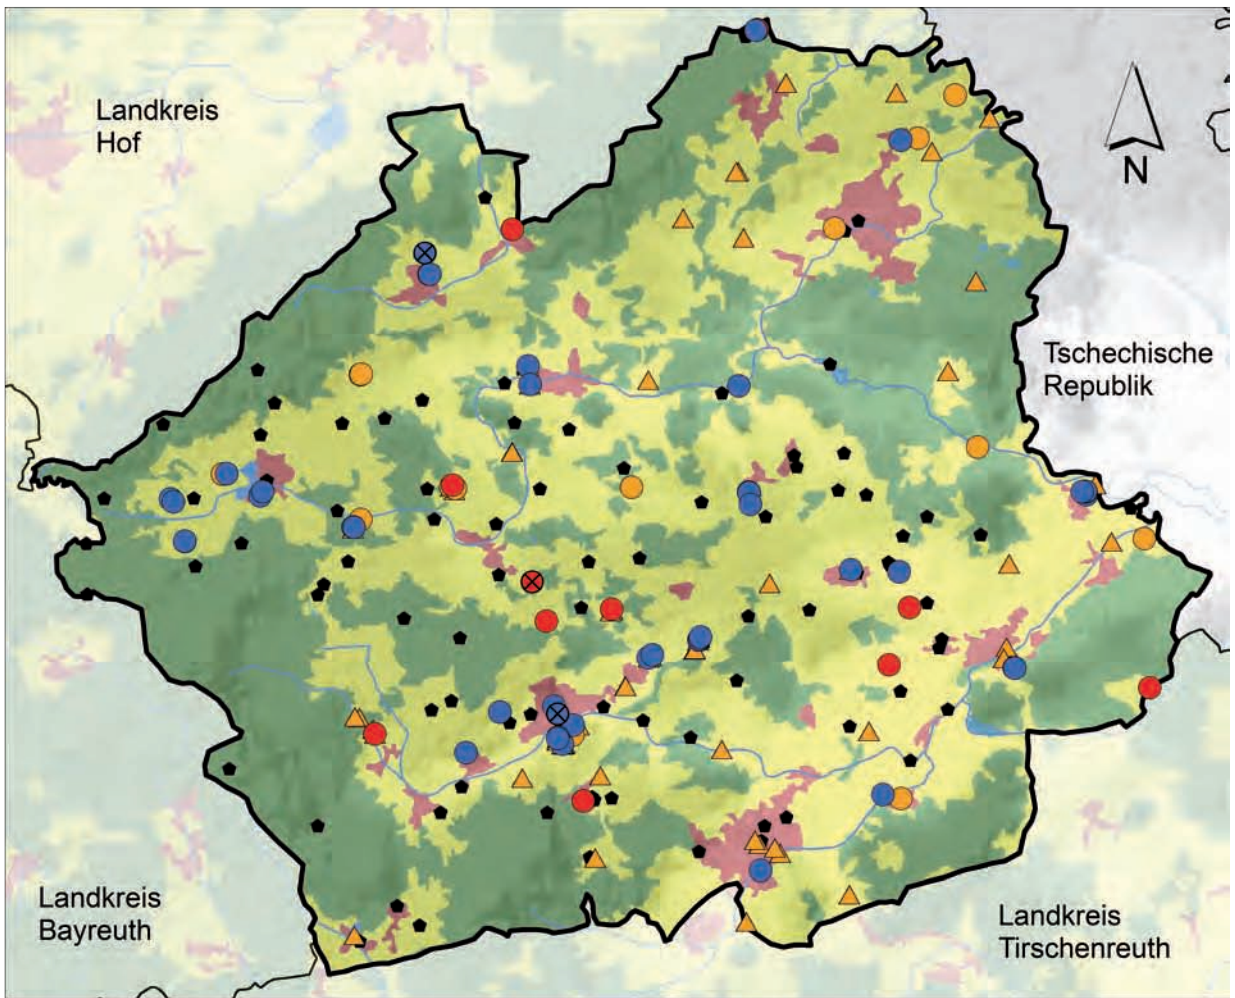 Landkreis
Hof
N
Tschechische
Republik
Landkreis
Bayreuth
Landkreis
Tirschenreuth